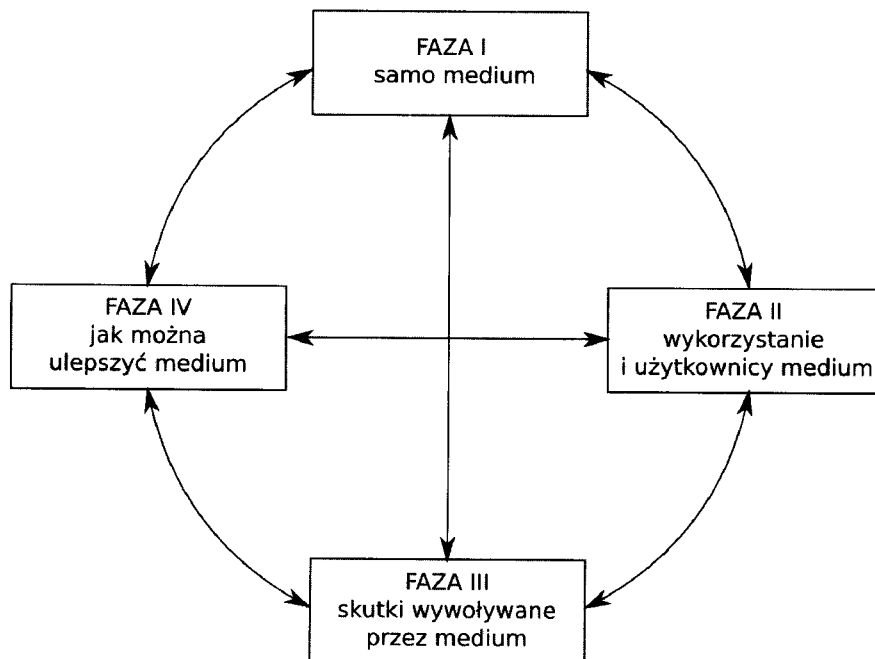 FAZA I
samo medium
FAZA IV
jak można
ulepszyć medium
FAZA II
wykorzystanie
i użytkownicy medium
FAZA III
skutki wywoływane
przez medium